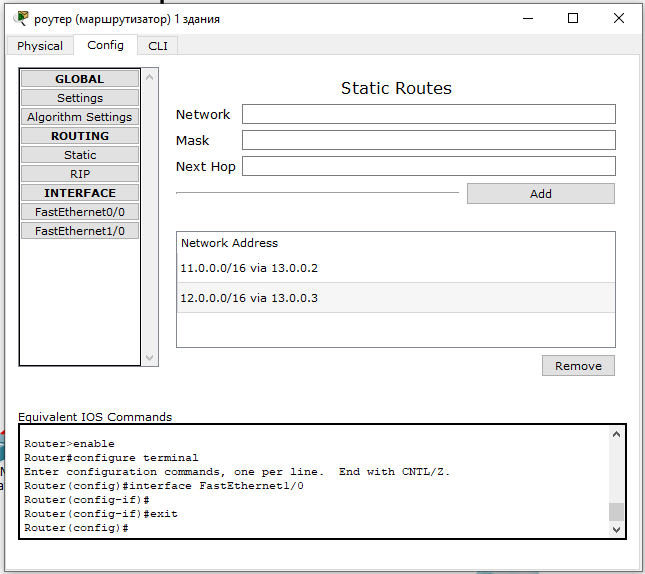 роутер (маршрутизатор) 1 здания
Physical Config CLI
GLOBAL
Settings
Algorithm Settings
ROUTING
Static
RIP
INTERFACE
FastEthernet0/0
FastEthernet1/0
Static Routes
Network
Mask
Next Hop
Add
Network Address
11.0.0.0/16 via 13.0.0.2
12.0.0.0/16 via 13.0.0.3
Remove
Equivalent IOS Commands
Router>enable
Router#configure terminal
Enter configuration commands, one per line.  End with CNTL/Z.
Router(config)#interface FastEthernet1/0
Router(config-if)#
Router(config-if)#exit
Router(config)#